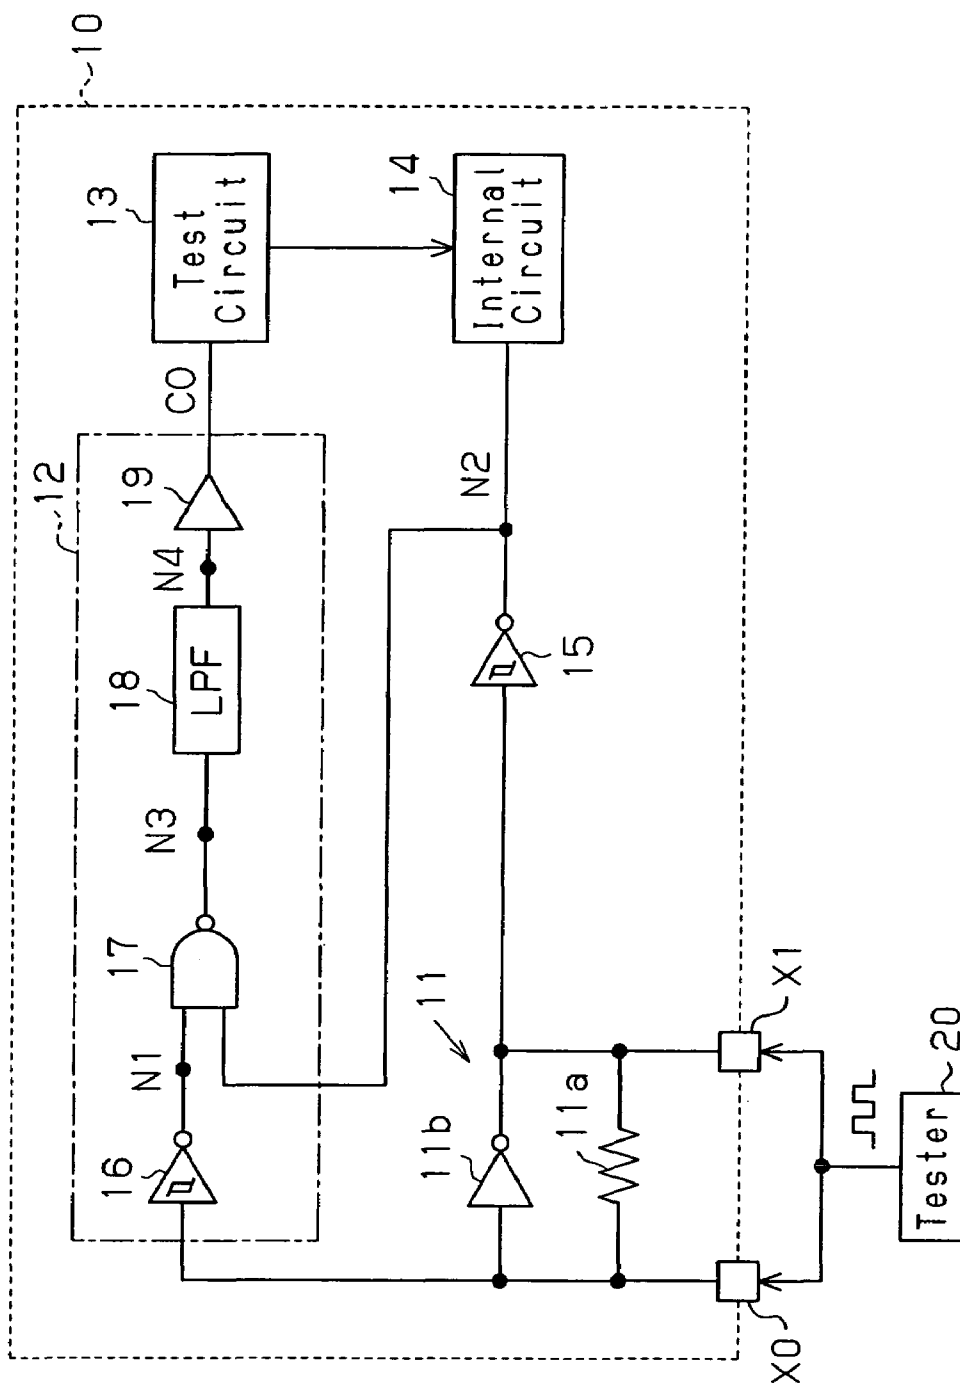 10
13
Test
Circuit
14
Internal
Circuit
CO
12
19
N4
18
LPF
N3
17
N1
16
N2
15
11
11b
11a
X1
X0
20
Tester